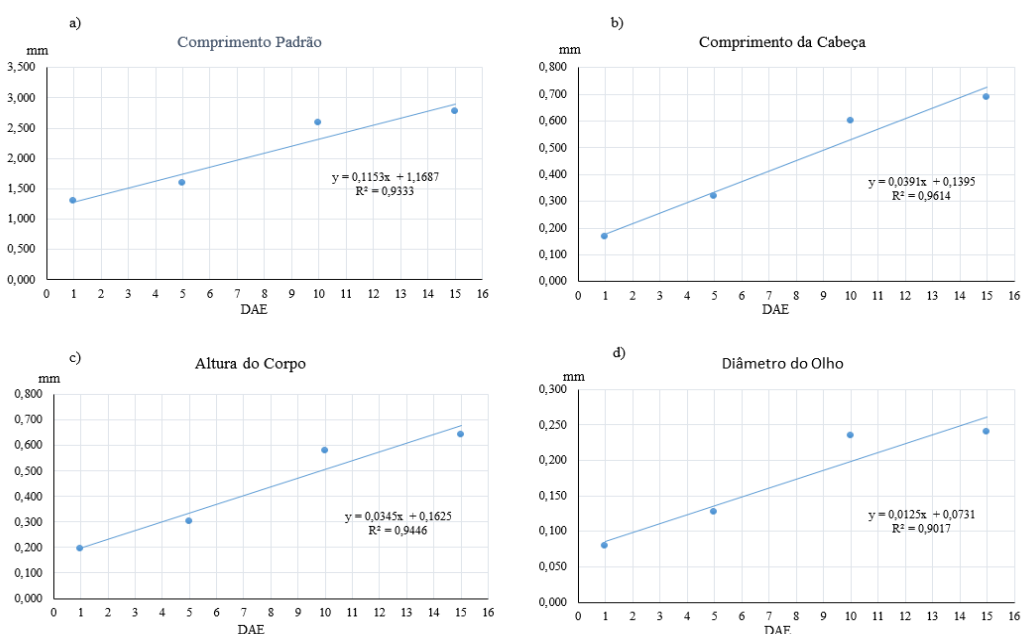 a)
Comprimento Padrão
mm
3,500
3,000
2,500
2,000
1,500
1,000
0,500
0,000
y = 0,1153x + 1,1687
R² = 0,9333
0 1 2 3 4 5 6 7 8 9 10 11 12 13 14 15 16
DAE
b)
Comprimento da Cabeça
mm
0,800
0,700
0,600
0,500
0,400
0,300
0,200
0,100
0,000
y = 0,0391x + 0,1395
R² = 0,9614
0 1 2 3 4 5 6 7 8 9 10 11 12 13 14 15 16
DAE
c)
Altura do Corpo
mm
0,800
0,700
0,600
0,500
0,400
0,300
0,200
0,100
0,000
y = 0,0345x + 0,1625
R² = 0,9446
0 1 2 3 4 5 6 7 8 9 10 11 12 13 14 15 16
DAE
d)
Diâmetro do Olho
mm
0,300
0,250
0,200
0,150
0,100
0,050
0,000
y = 0,0125x + 0,0731
R² = 0,9017
0 1 2 3 4 5 6 7 8 9 10 11 12 13 14 15 16
DAE